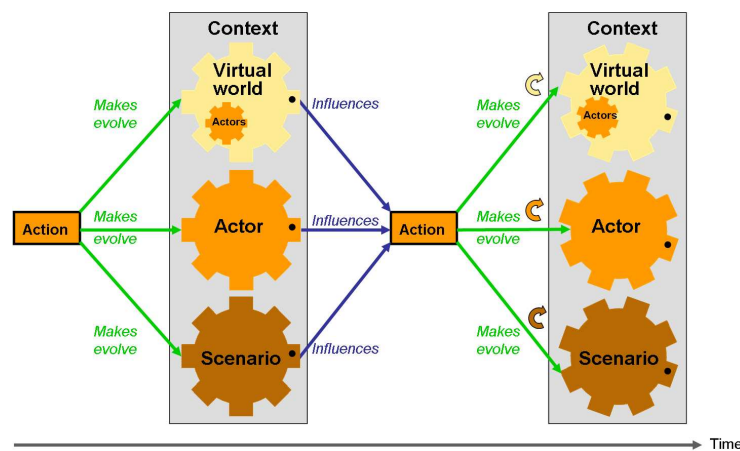 Context
Virtual
world
Actors
Makes
evolve
Influences
Action
Makes
evolve
Actor
Influences
Makes
evolve
Scenario
Influences
Action
Context
Makes
evolve
Virtual
world
Actors
Makes
evolve
Actor
Makes
evolve
Scenario
Time